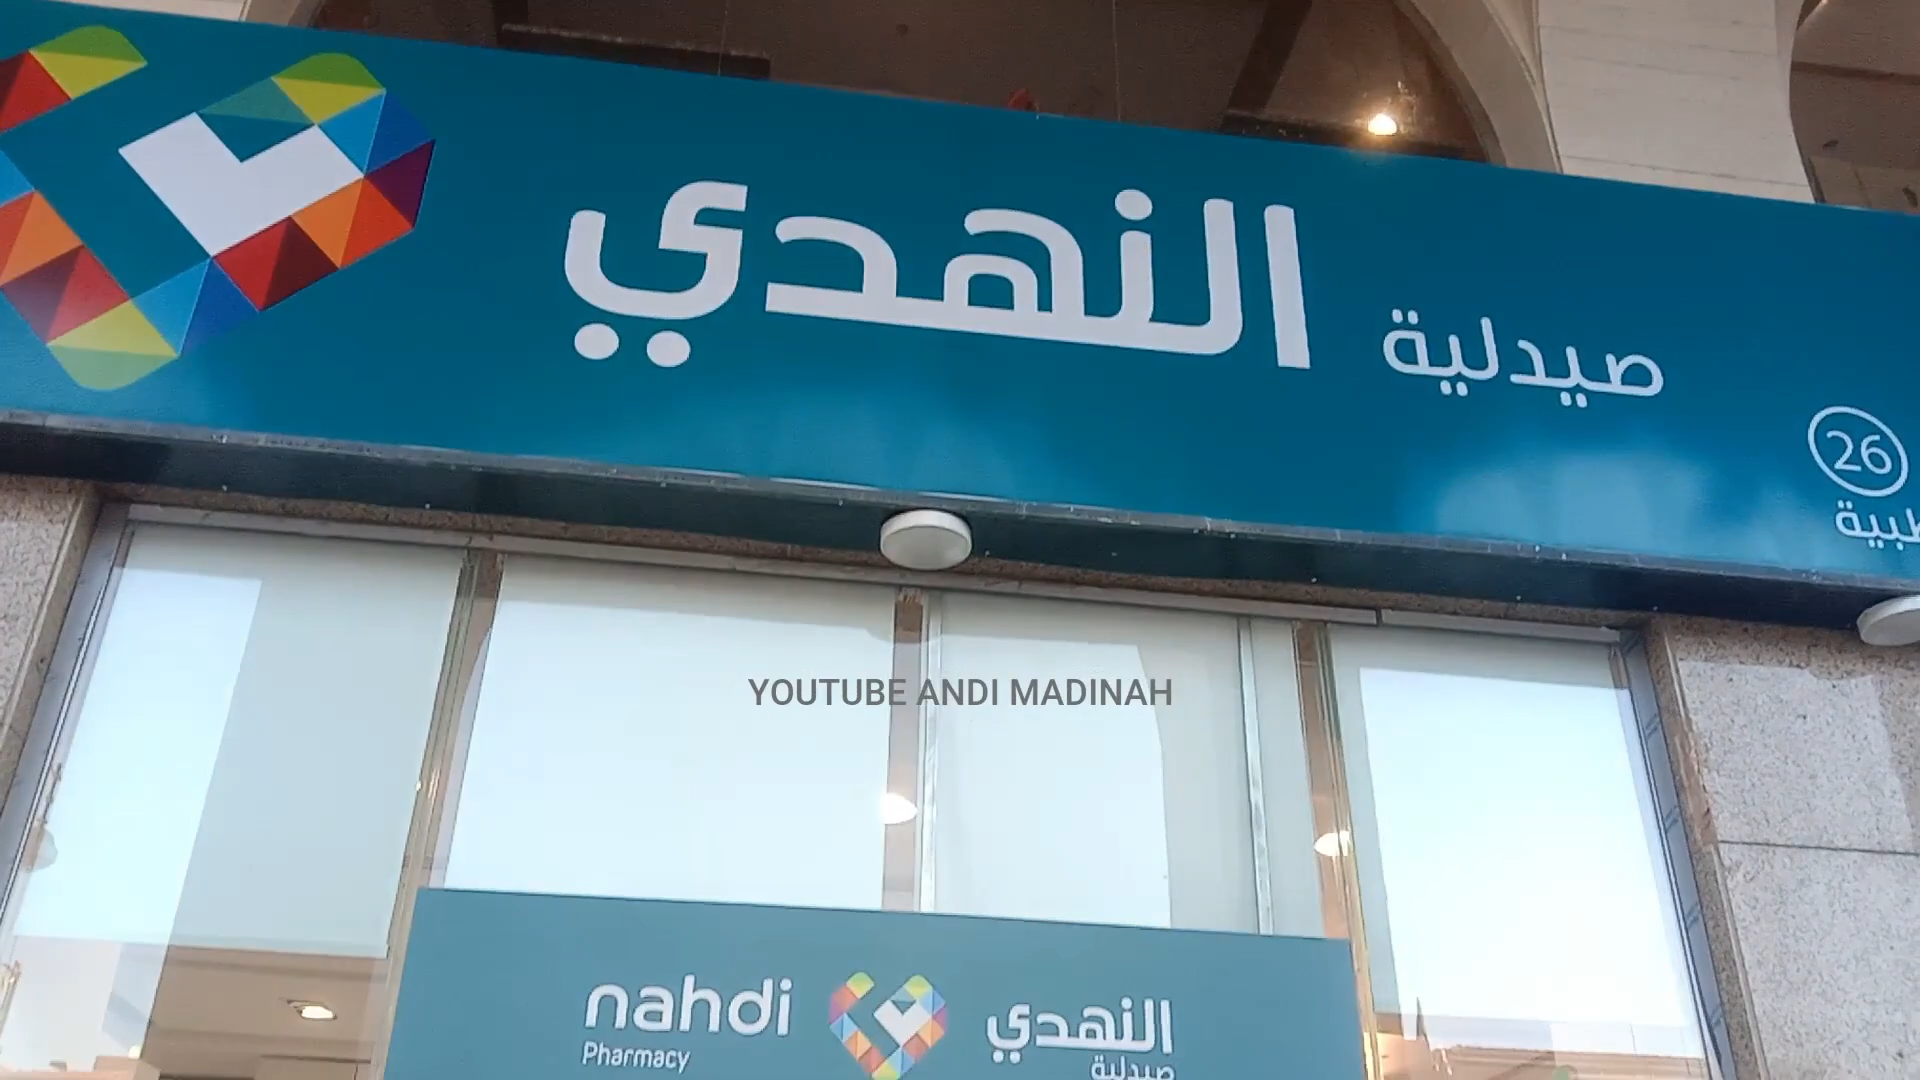 صيدلية النهدي
26
YOUTUBE ANDI MADINAH
nahdi
Pharmacy
النهدي
صيدلية